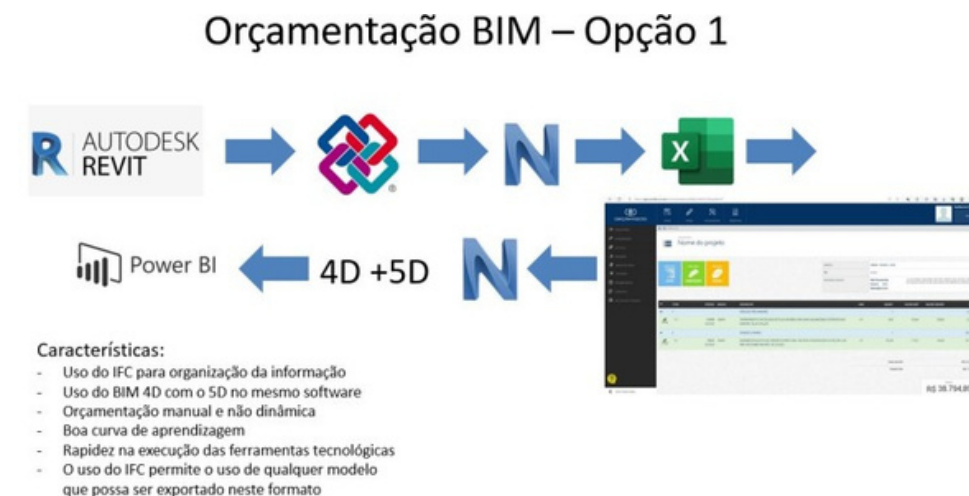 Orçamentação BIM – Opção 1
AUTODESK
REVIT
Nome do projeto
Power BI
4D +5D
R$ 38.794,8
Características:
- Uso do IFC para organização da informação
- Uso do BIM 4D com o 5D no mesmo software
- Orçamentação manual e não dinâmica
- Boa curva de aprendizagem
- Rapidez na execução das ferramentas tecnológicas
- O uso do IFC permite o uso de qualquer modelo
que possa ser exportado neste formato